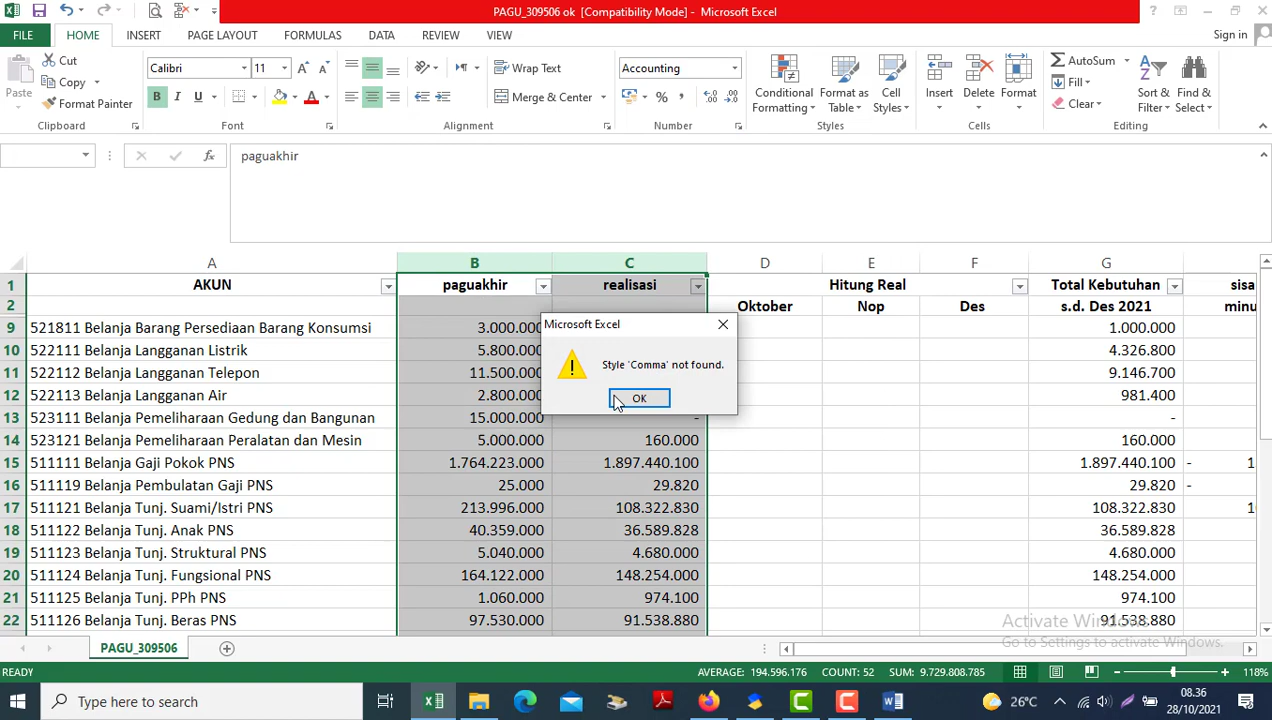 PAGU_309506 ok [Compatibility Mode] - Microsoft Excel
FILE HOME INSERT PAGE LAYOUT FORMULAS DATA REVIEW VIEW Sign in
Paste
Cut
Copy
Format Painter
Clipboard
Calibri 11
B I U A
Font
Wrap Text
Merge & Center
Alignment
Accounting
%
Number
Conditional Formatting
Format as Table
Cell Styles
Styles
Insert
Delete
Format
Cells
AutoSum
Fill
Clear
Sort & Filter
Find & Select
Editing
fx paguakhir
A B C D E F G
1 AKUN paguakhir realisasi Hitung Real Total Kebutuhan sisa
2 Oktober Nop Des s.d. Des 2021 minu
9 521811 Belanja Barang Persediaan Barang Konsumsi 3.000.000 1.000.000
10 522111 Belanja Langganan Listrik 5.800.000 4.326.800
11 522112 Belanja Langganan Telepon 11.500.000 9.146.700
12 522113 Belanja Langganan Air 2.800.000 981.400
13 523111 Belanja Pemeliharaan Gedung dan Bangunan 15.000.000 - -
14 523121 Belanja Pemeliharaan Peralatan dan Mesin 5.000.000 160.000 160.000
15 511111 Belanja Gaji Pokok PNS 1.764.223.000 1.897.440.100 1.897.440.100 - 1
16 511119 Belanja Pembulatan Gaji PNS 25.000 29.820 29.820 -
17 511121 Belanja Tunj. Suami/Istri PNS 213.996.000 108.322.830 108.322.830 10
18 511122 Belanja Tunj. Anak PNS 40.359.000 36.589.828 36.589.828
19 511123 Belanja Tunj. Struktural PNS 5.040.000 4.680.000 4.680.000
20 511124 Belanja Tunj. Fungsional PNS 164.122.000 148.254.000 148.254.000
21 511125 Belanja Tunj. PPh PNS 1.060.000 974.100 974.100
22 511126 Belanja Tunj. Beras PNS 97.530.000 91.538.880 91.538.880
Microsoft Excel
Style 'Comma' not found.
OK
Activate Windows
Go to Settings to activate Windows.
PAGU_309506
READY AVERAGE: 194.596.176 COUNT: 52 SUM: 9.729.808.785 118%
Type here to search
26°C
08.36
28/10/2021